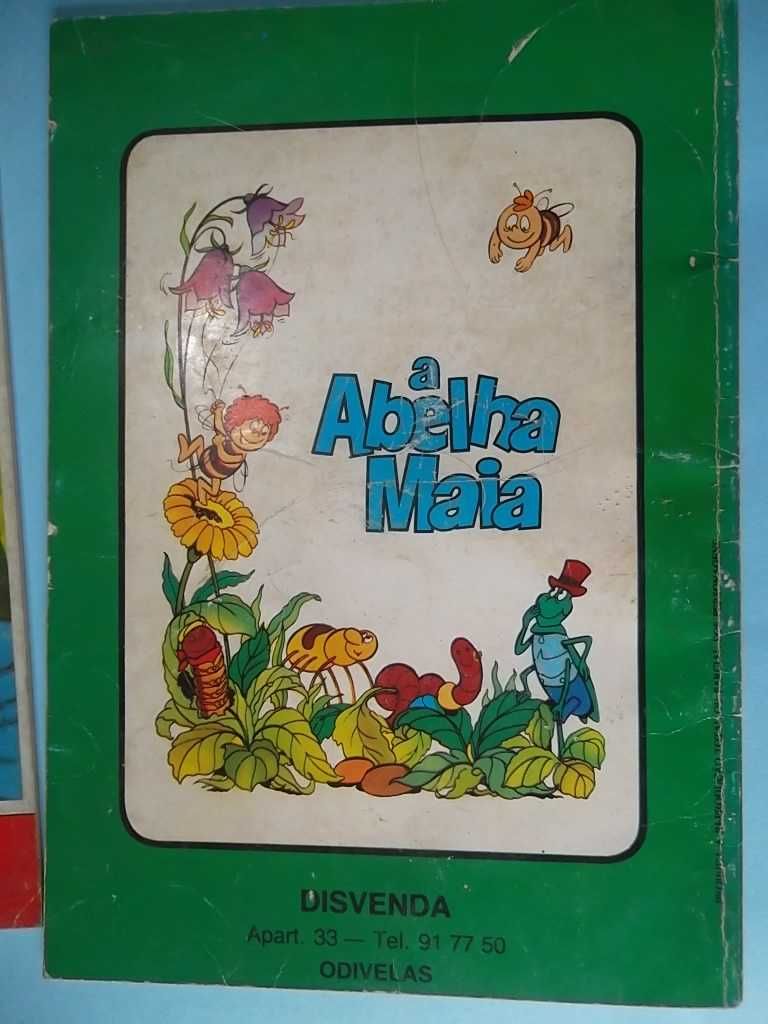 a
Abelha
Maia
DISVENDA
Apart. 33 — Tel. 91 77 50
ODIVELAS